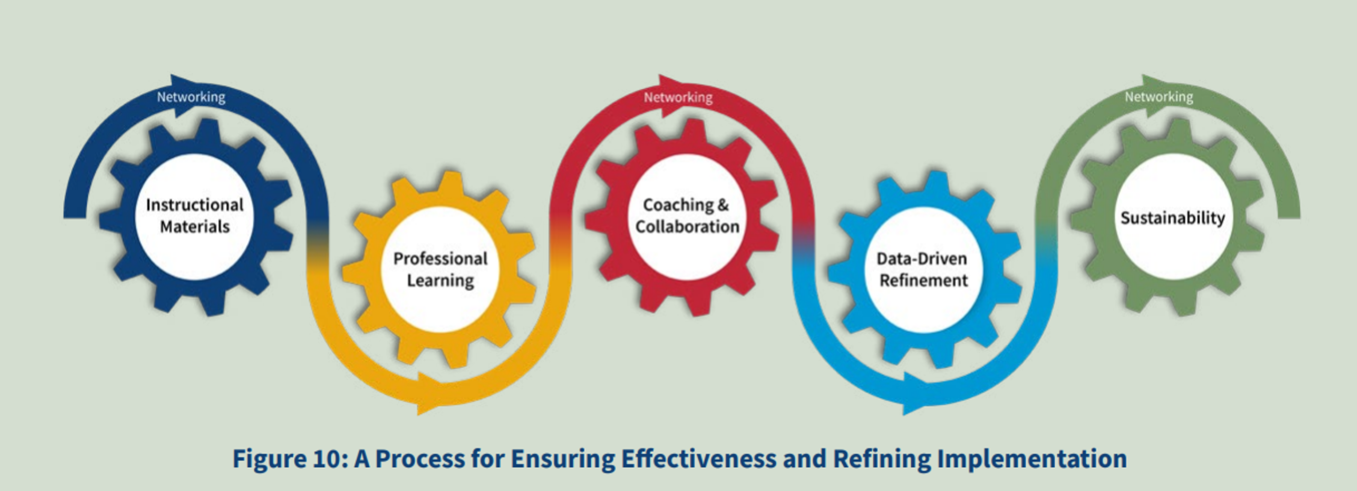 Networking
Instructional
Materials
Professional
Learning
Networking
Coaching &
Collaboration
Data-Driven
Refinement
Networking
Sustainability
Figure 10: A Process for Ensuring Effectiveness and Refining Implementation